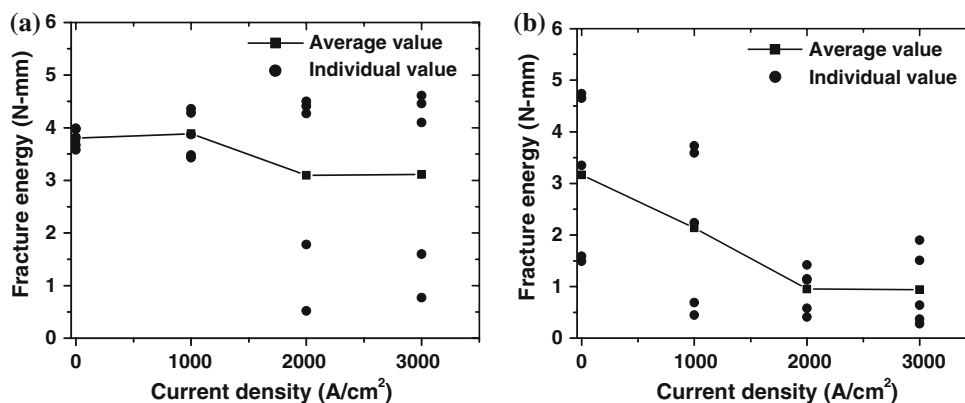 (a)
6
5
4
3
2
1
0
Fracture energy (N-mm)
Average value
Individual value
0 1000 2000 3000
Current density (A/cm²)
(b)
6
5
4
3
2
1
0
Fracture energy (N-mm)
Average value
Individual value
0 1000 2000 3000
Current density (A/cm²)